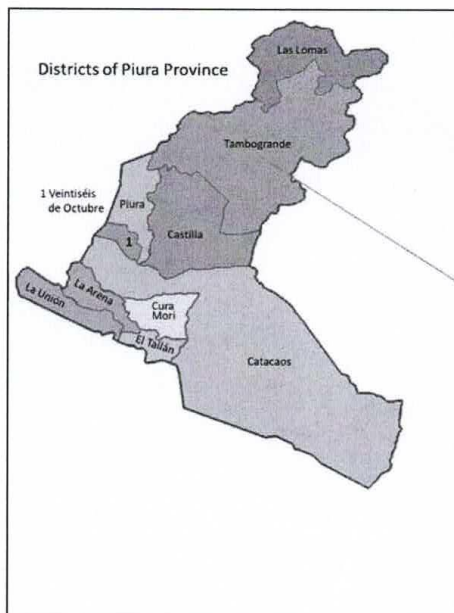 Las Lomas
Districts of Piura Province
Tambogrande
1 Veintiséis
de Octubre
Piura
1
Castilla
La Unión
La Arena
Cura
Mori
El Tallán
Catacaos